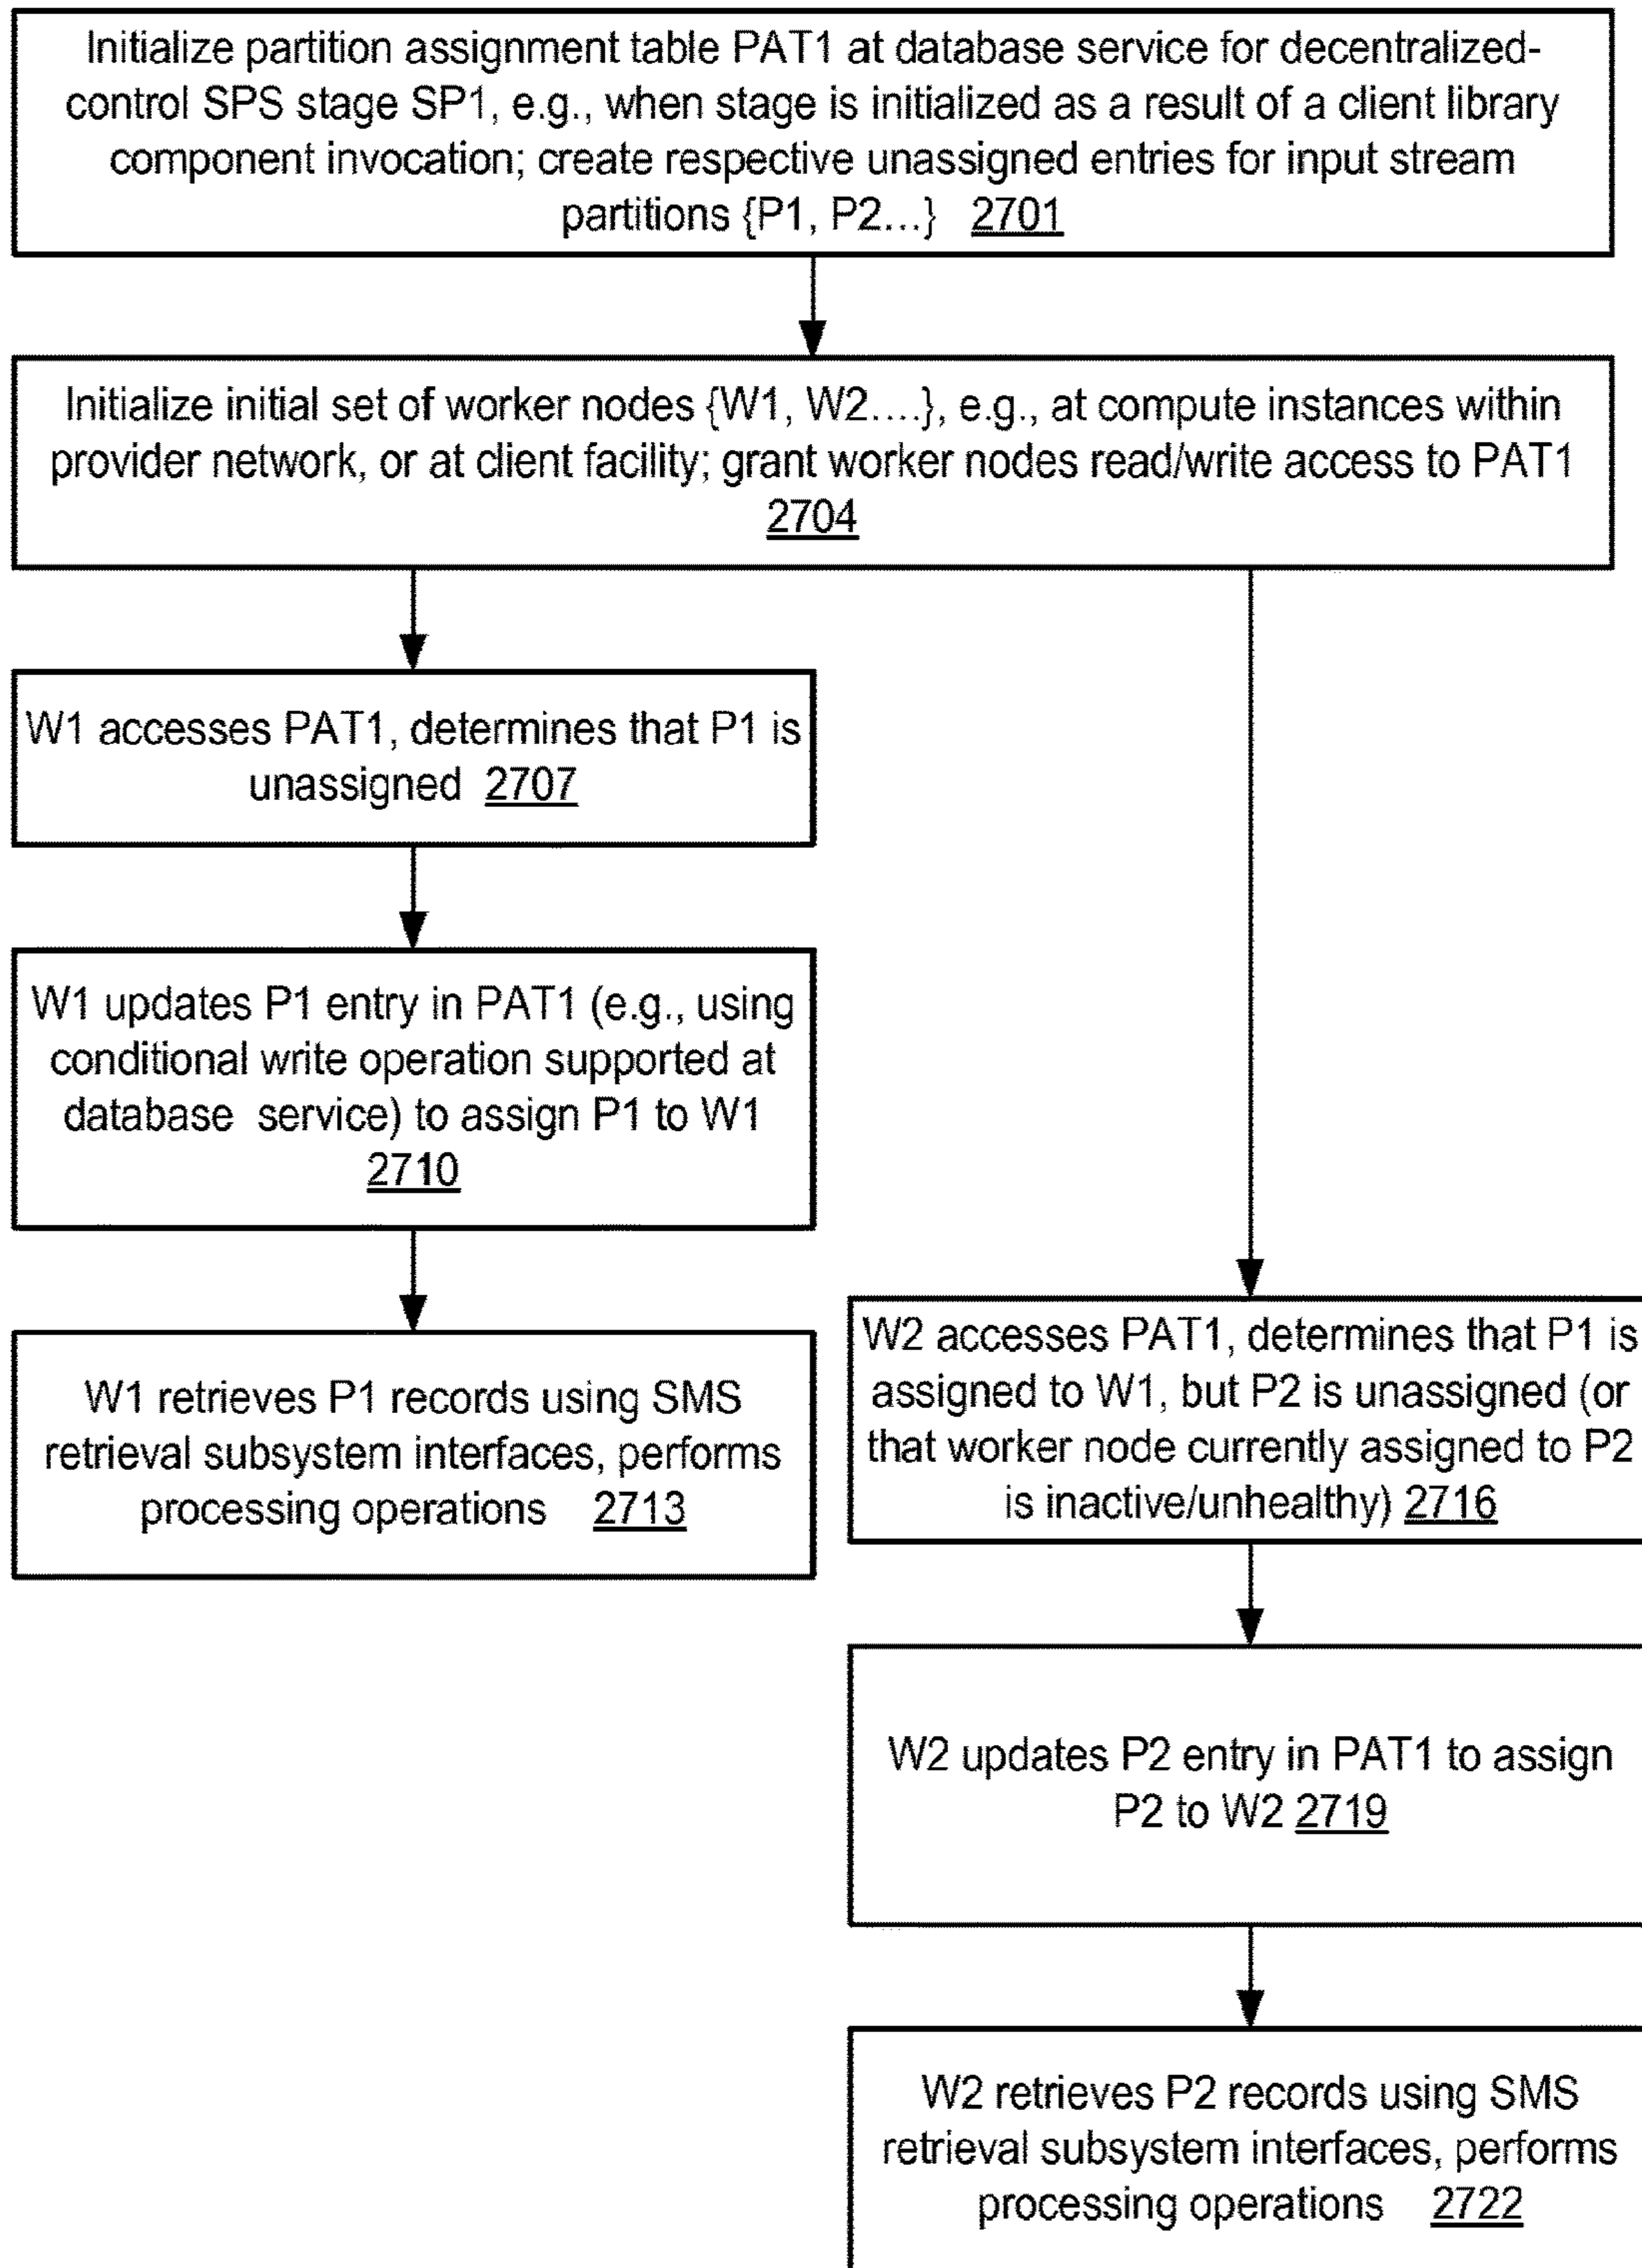 Initialize partition assignment table PAT1 at database service for decentralized-
control SPS stage SP1, e.g., when stage is initialized as a result of a client library
component invocation; create respective unassigned entries for input stream
partitions {P1, P2...} 2701
Initialize initial set of worker nodes {W1, W2....}, e.g., at compute instances within
provider network, or at client facility; grant worker nodes read/write access to PAT1
2704
W1 accesses PAT1, determines that P1 is
unassigned 2707
W1 updates P1 entry in PAT1 (e.g., using
conditional write operation supported at
database service) to assign P1 to W1
2710
W1 retrieves P1 records using SMS
retrieval subsystem interfaces, performs
processing operations 2713
W2 accesses PAT1, determines that P1 is
assigned to W1, but P2 is unassigned (or
that worker node currently assigned to P2
is inactive/unhealthy) 2716
W2 updates P2 entry in PAT1 to assign
P2 to W2 2719
W2 retrieves P2 records using SMS
retrieval subsystem interfaces, performs
processing operations 2722